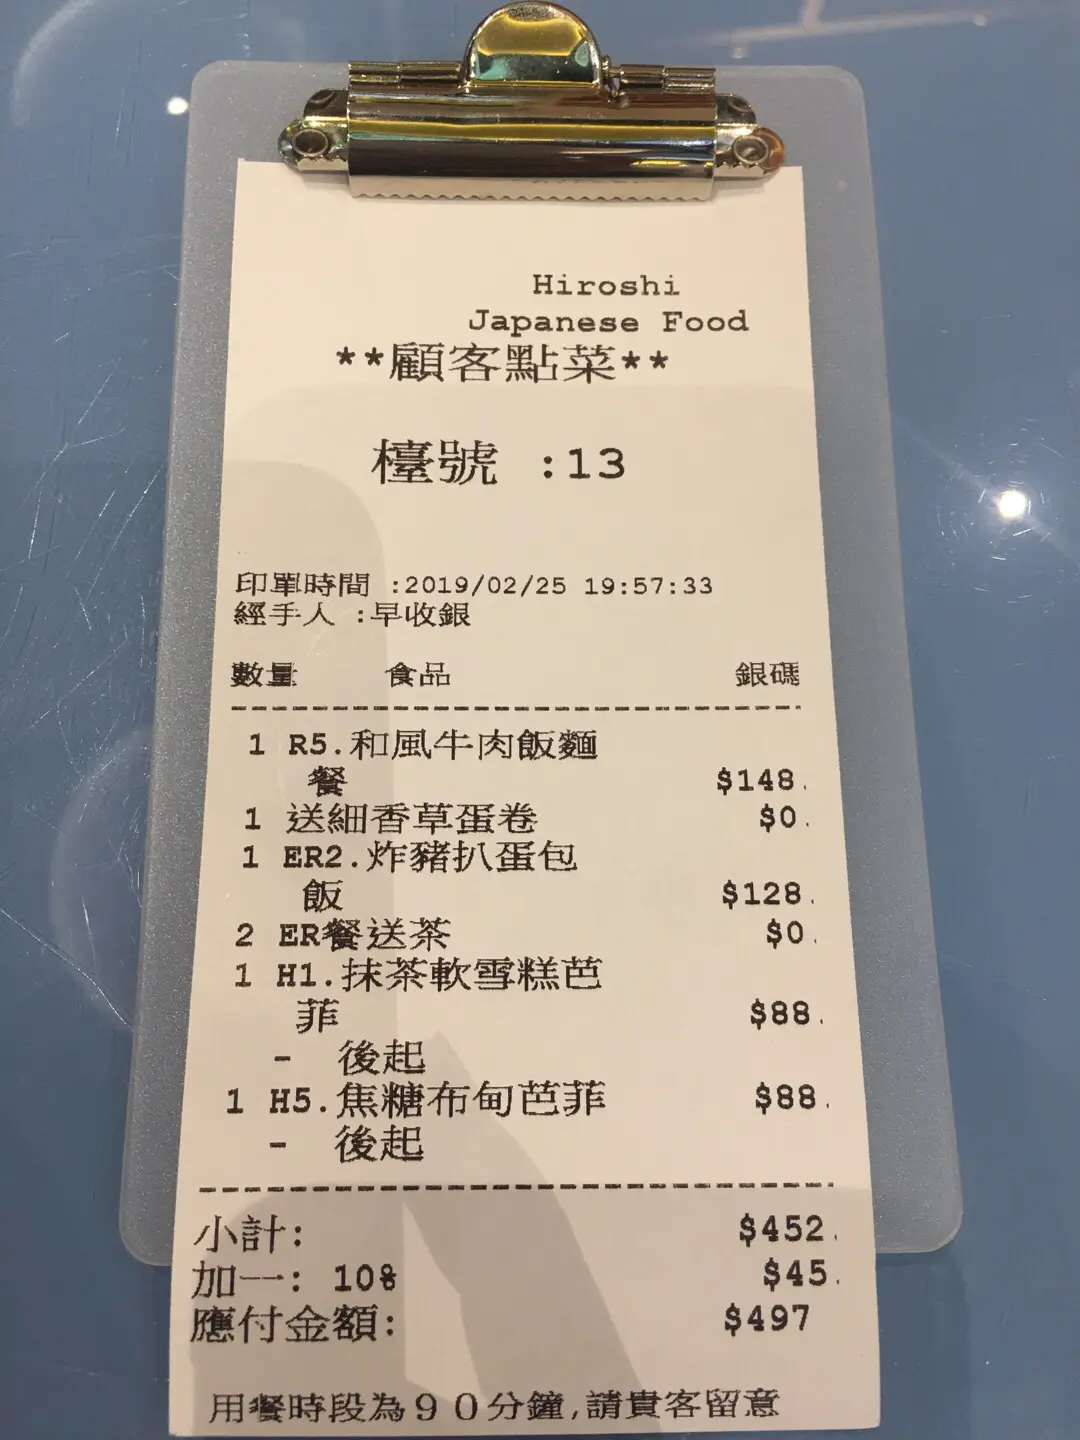 Hiroshi
Japanese Food
**顧客點菜**
檯號 :13
印單時間 :2019/02/25 19:57:33
經手人 :早收銀
數量 食品 銀碼
1 R5.和風牛肉飯麵
餐 $148.
1 送細香草蛋卷 $0.
1 ER2.炸豬扒蛋包
飯 $128.
2 ER餐送茶 $0.
1 H1.抹茶軟雪糕芭
菲 $88.
- 後起
1 H5.焦糖布甸芭菲 $88.
- 後起
小計: $452.
加一: 10% $45.
應付金額: $497
用餐時段為90分鐘,請貴客留意